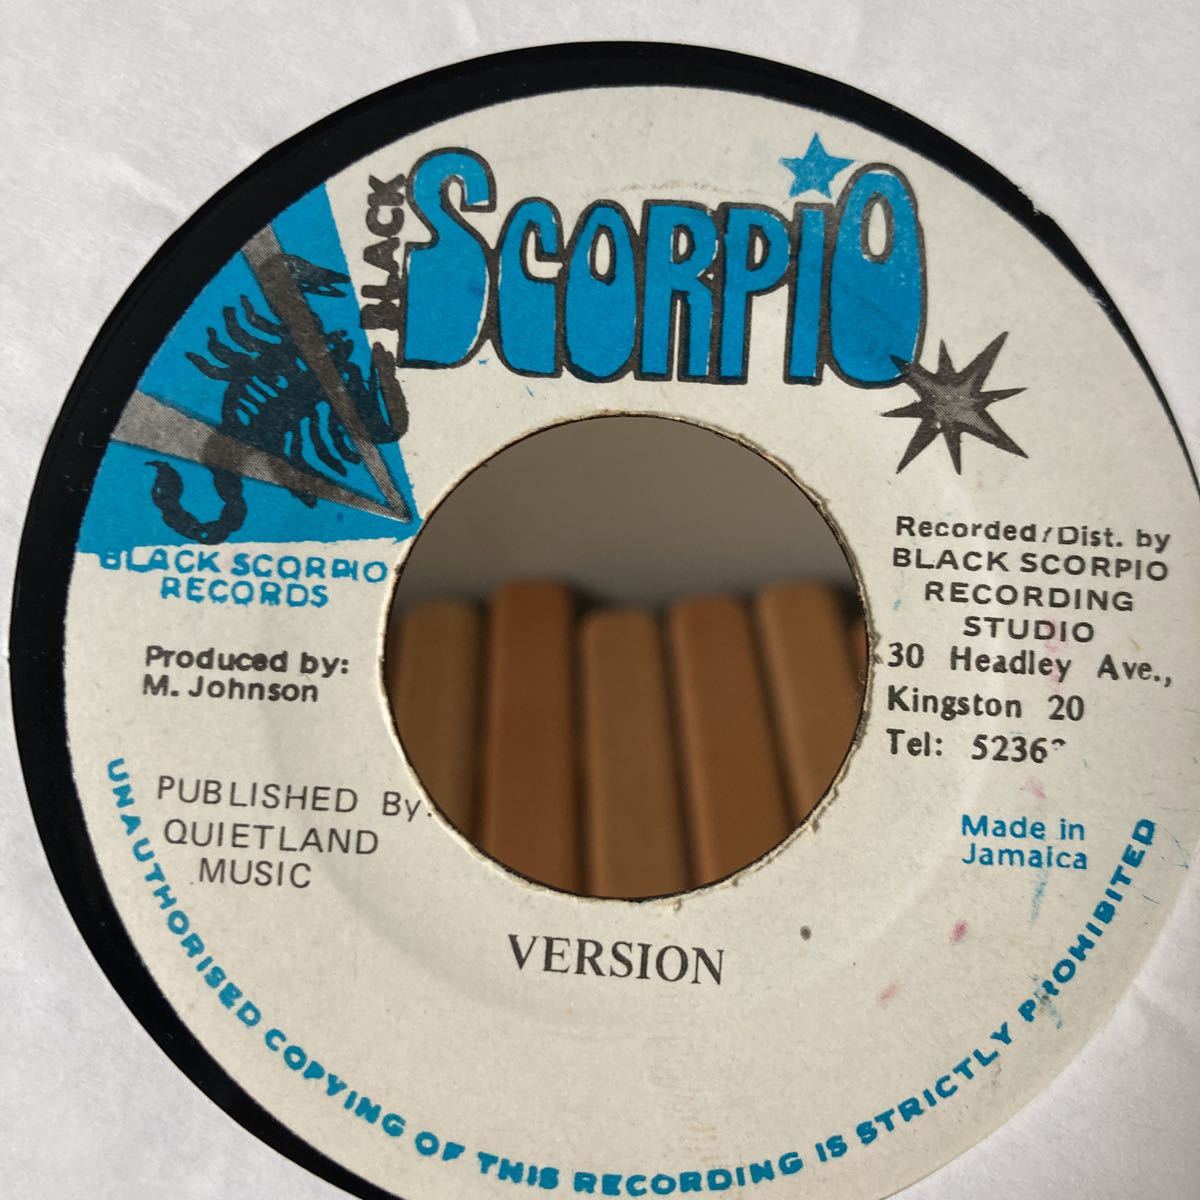 BLACK
SCORPIO
BLACK SCORPIO
RECORDS
Produced by:
M. Johnson
PUBLISHED By.
QUIETLAND
MUSIC
Recorded/Dist. by
BLACK SCORPIO
RECORDING
STUDIO
30 Headley Ave.,
Kingston 20
Tel:
Made in
Jamaica
VERSION
UNAUTHORISED COPYING OF THIS RECORDING IS STRICTLY PROHIBITED